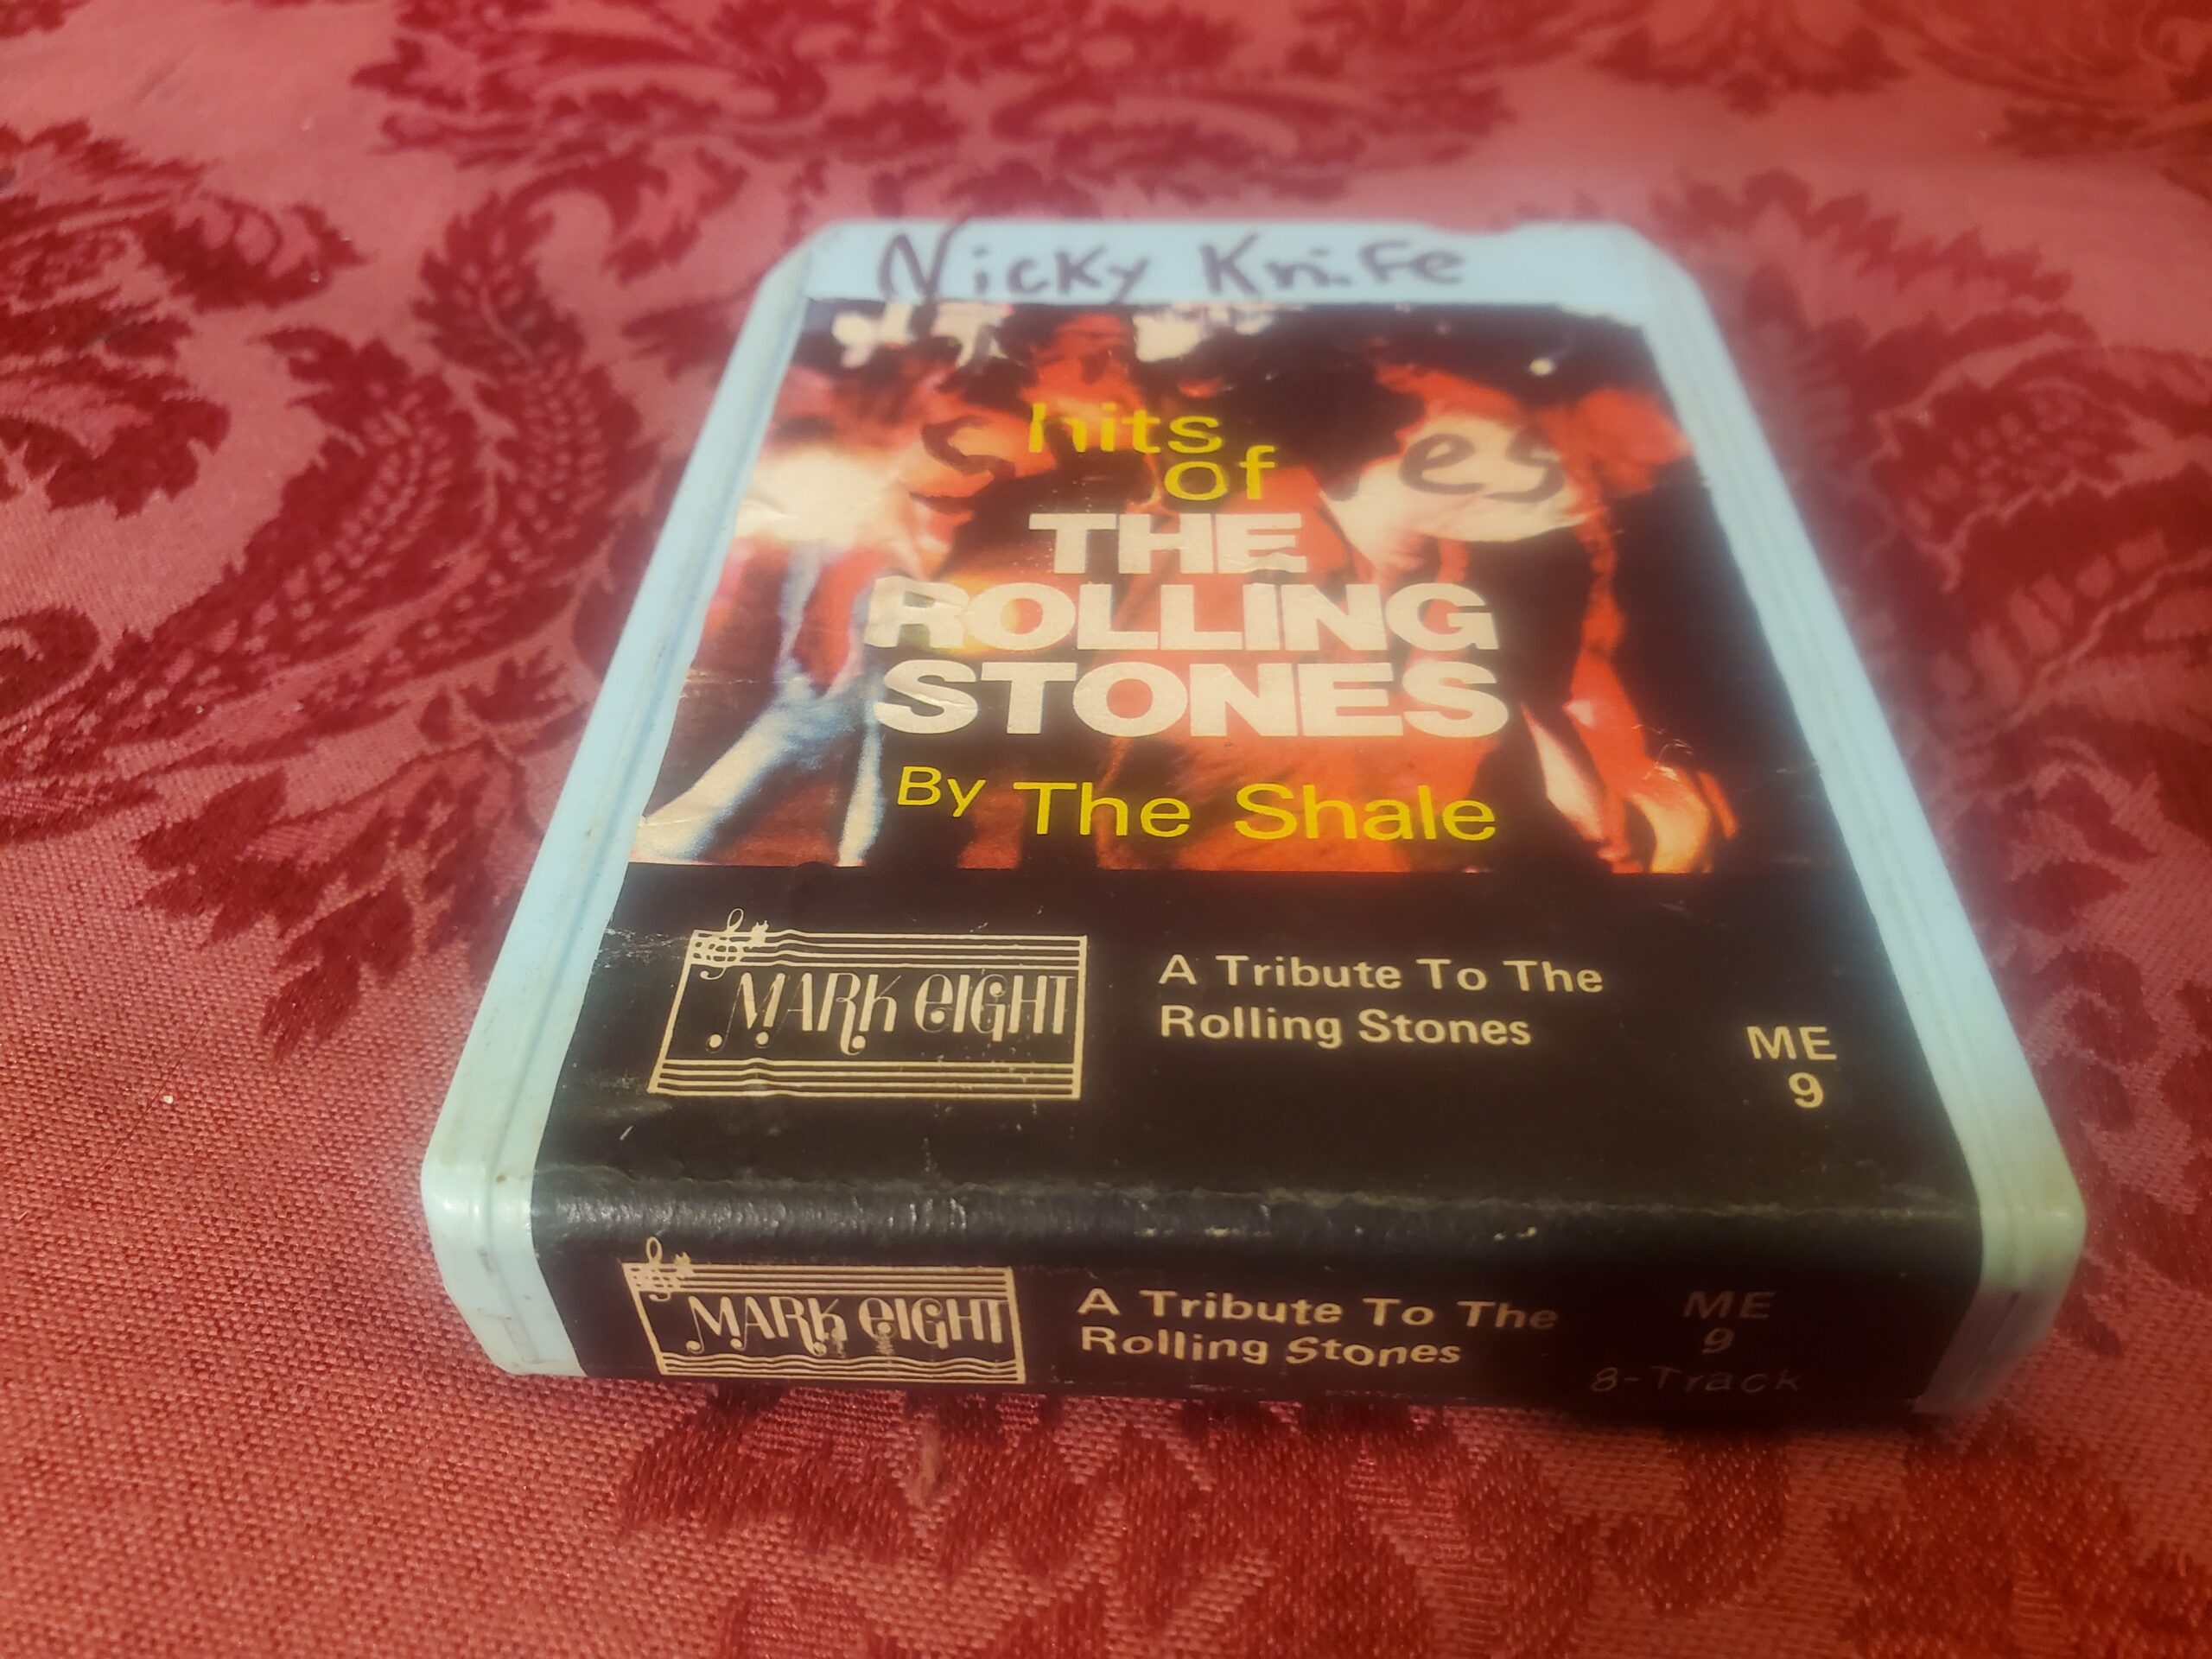 Nicky Knife
hits
of
THE
ROLLING
STONES
By The Shale
MARK EIGHT
A Tribute To The
Rolling Stones
ME
9
MARK EIGHT
A Tribute To The
Rolling Stones
ME
9
8-Track